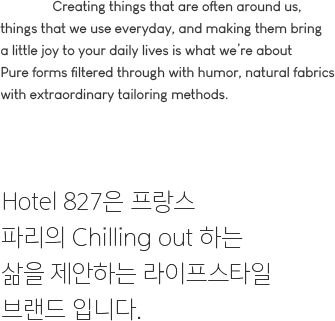 Creating things that are often around us,
things that we use everyday, and making them bring
a little joy to your daily lives is what we're about
Pure forms filtered through with humor, natural fabrics
with extraordinary tailoring methods.
Hotel 827은 프랑스
파리의 Chilling out 하는
삶을 제안하는 라이프스타일
브랜드 입니다.